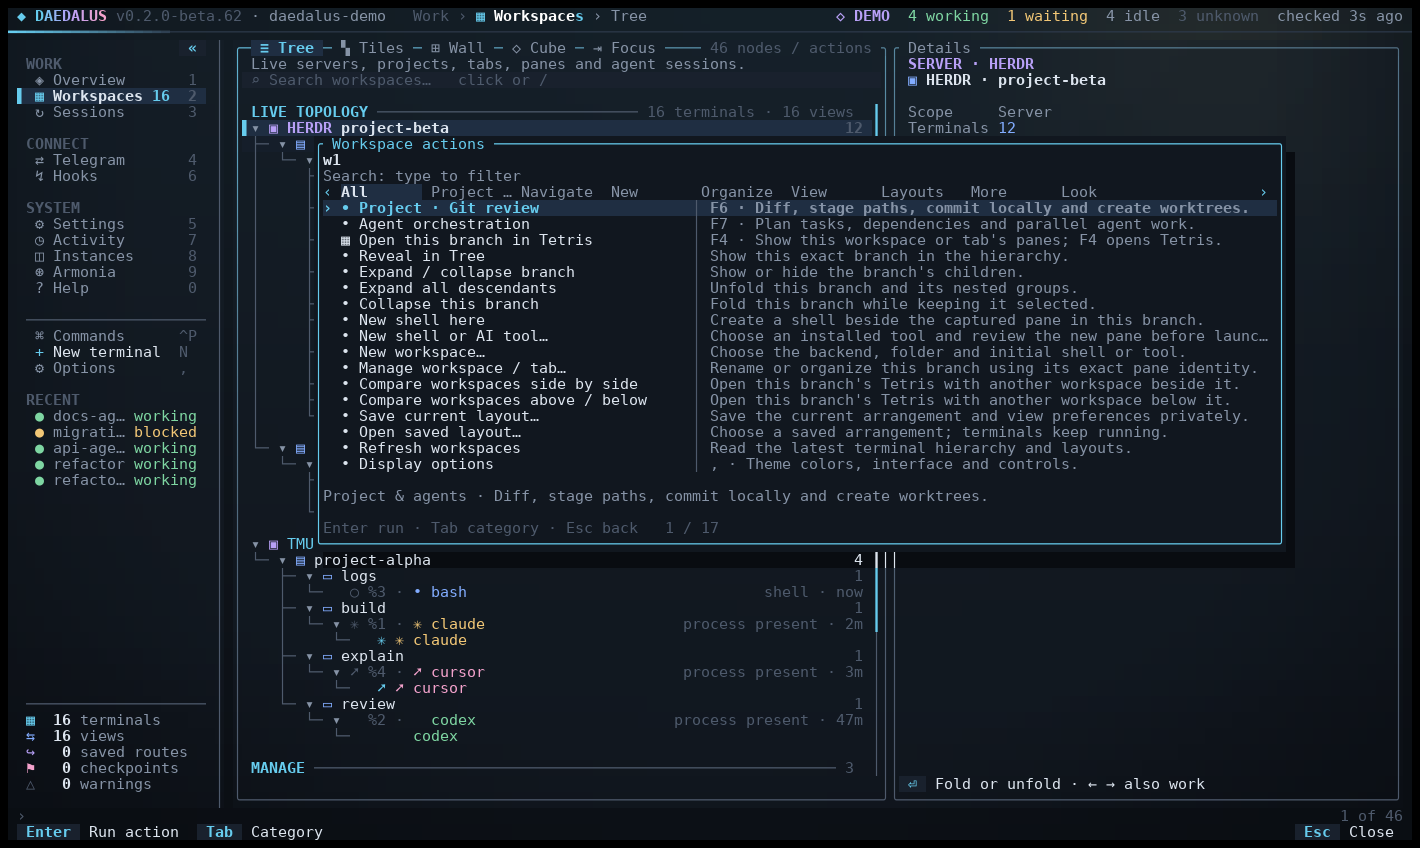 ◆ DAEDALUS v0.2.0-beta.62 · daedalus-demo Work › ▦ Workspaces › Tree ◇ DEMO 4 working 1 waiting 4 idle 3 unknown checked 3s ago
«
WORK
◈ Overview 1
▦ Workspaces 16 2
↻ Sessions 3
CONNECT
⇄ Telegram 4
↯ Hooks 6
SYSTEM
⚙ Settings 5
◷ Activity 7
◫ Instances 8
⊛ Armonia 9
? Help 0
⌘ Commands ^P
+ New terminal N
⚙ Options ,
RECENT
● docs-ag… working
● migrati… blocked
● api-age… working
● refactor working
● refacto… working
▦ 16 terminals
⇆ 16 views
↪ 0 saved routes
⚑ 0 checkpoints
△ 0 warnings
≡ Tree ─ ▚ Tiles ─ ⊞ Wall ─ ◇ Cube ─ ⇥ Focus ──── 46 nodes / actions
Live servers, projects, tabs, panes and agent sessions.
⌕ Search workspaces… click or /
LIVE TOPOLOGY 16 terminals · 16 views
▾ ▣ HERDR project-beta 12
Workspace actions
w1
Search: type to filter
‹ All Project … Navigate New Organize View Layouts More Look ›
› • Project · Git review │ F6 · Diff, stage paths, commit locally and create worktrees.
• Agent orchestration │ F7 · Plan tasks, dependencies and parallel agent work.
▦ Open this branch in Tetris │ F4 · Show this workspace or tab's panes; F4 opens Tetris.
• Reveal in Tree │ Show this exact branch in the hierarchy.
• Expand / collapse branch │ Show or hide the branch's children.
• Expand all descendants │ Unfold this branch and its nested groups.
• Collapse this branch │ Fold this branch while keeping it selected.
• New shell here │ Create a shell beside the captured pane in this branch.
• New shell or AI tool… │ Choose an installed tool and review the new pane before launc…
• New workspace… │ Choose the backend, folder and initial shell or tool.
• Manage workspace / tab… │ Rename or organize this branch using its exact pane identity.
• Compare workspaces side by side │ Open this branch's Tetris with another workspace beside it.
• Compare workspaces above / below │ Open this branch's Tetris with another workspace below it.
• Save current layout… │ Save the current arrangement and view preferences privately.
• Open saved layout… │ Choose a saved arrangement; terminals keep running.
• Refresh workspaces │ Read the latest terminal hierarchy and layouts.
• Display options │ , · Theme colors, interface and controls.
Project & agents · Diff, stage paths, commit locally and create worktrees.
Enter run · Tab category · Esc back 1 / 17
▾ ▣ TMU
▾ ▤ project-alpha 4
▾ ▭ logs 1
○ %3 · • bash shell · now
▾ ▭ build 1
▾ ✳ %1 · ✳ claude process present · 2m
✳ ✳ claude
▾ ▭ explain 1
▾ ↗ %4 · ↗ cursor process present · 3m
↗ ↗ cursor
▾ ▭ review 1
▾ %2 · codex process present · 47m
codex
MANAGE 3
Details
SERVER · HERDR
▣ HERDR · project-beta
Scope Server
Terminals 12
⏎ Fold or unfold · ← → also work
› 1 of 46
Enter Run action Tab Category Esc Close